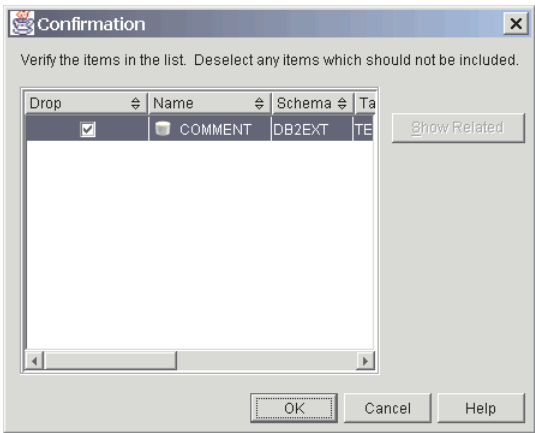 Confirmation
Verify the items in the list. Deselect any items which should not be included.
Drop Name Schema Ta
COMMENT DB2EXT TE
Show Related
OK Cancel Help